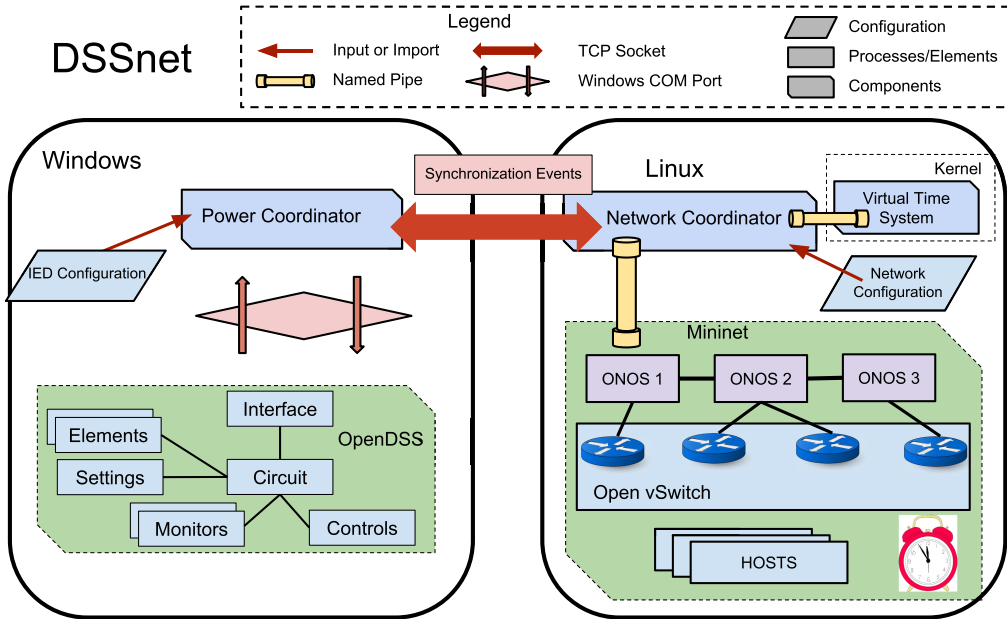 DSSnet
Legend
Input or Import
TCP Socket
Configuration
Named Pipe
Windows COM Port
Processes/Elements
Components
Windows
Synchronization Events
Linux
Kernel
Power Coordinator
Network Coordinator
Virtual Time
System
IED Configuration
Network
Configuration
Mininet
ONOS 1
ONOS 2
ONOS 3
Interface
OpenDSS
Elements
Settings
Circuit
Monitors
Controls
Open vSwitch
HOSTS